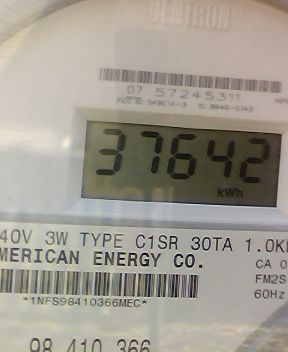 CENTRON
07 57245311
37642
kWh
40V 3W TYPE C1SR 30TA 1.0K
MERICAN ENERGY CO.
CA 0
FM2S
60Hz
*1NFS98410366MEC*
98 410 366